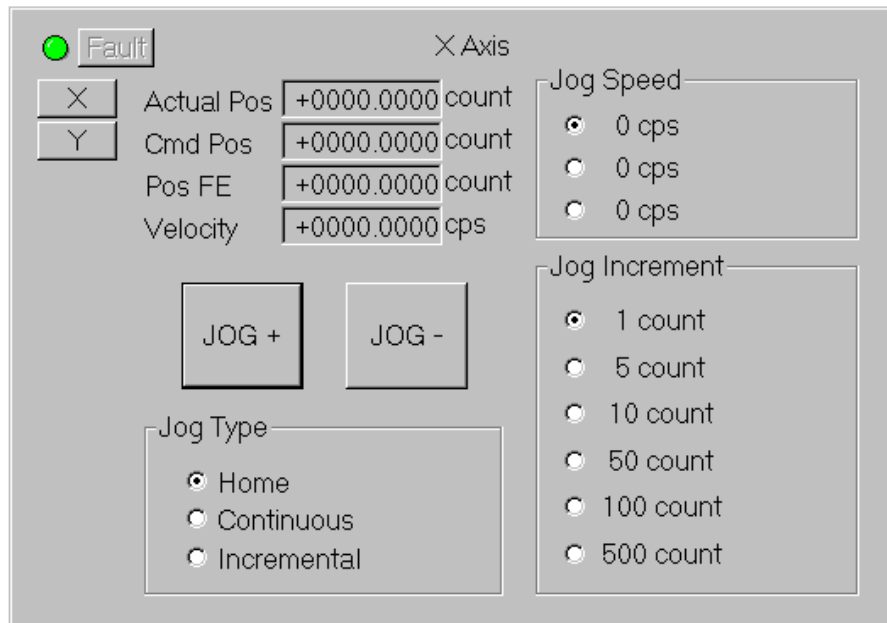 Fault
X Axis
X
Y
Actual Pos +0000.0000 count
Cmd Pos +0000.0000 count
Pos FE +0000.0000 count
Velocity +0000.0000 cps
JOG +
JOG -
Jog Type
Home
Continuous
Incremental
Jog Speed
0 cps
0 cps
0 cps
Jog Increment
1 count
5 count
10 count
50 count
100 count
500 count